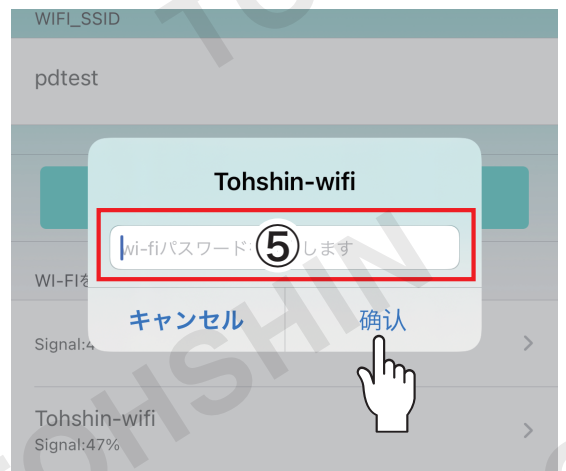 WIFI_SSID
pdtest
Tohshin-wifi
wi-fiパスワード
⑤
します
WI-FIを
キャンセル
确认
Signal:4
Tohshin-wifi
Signal:47%
TOHSHIN